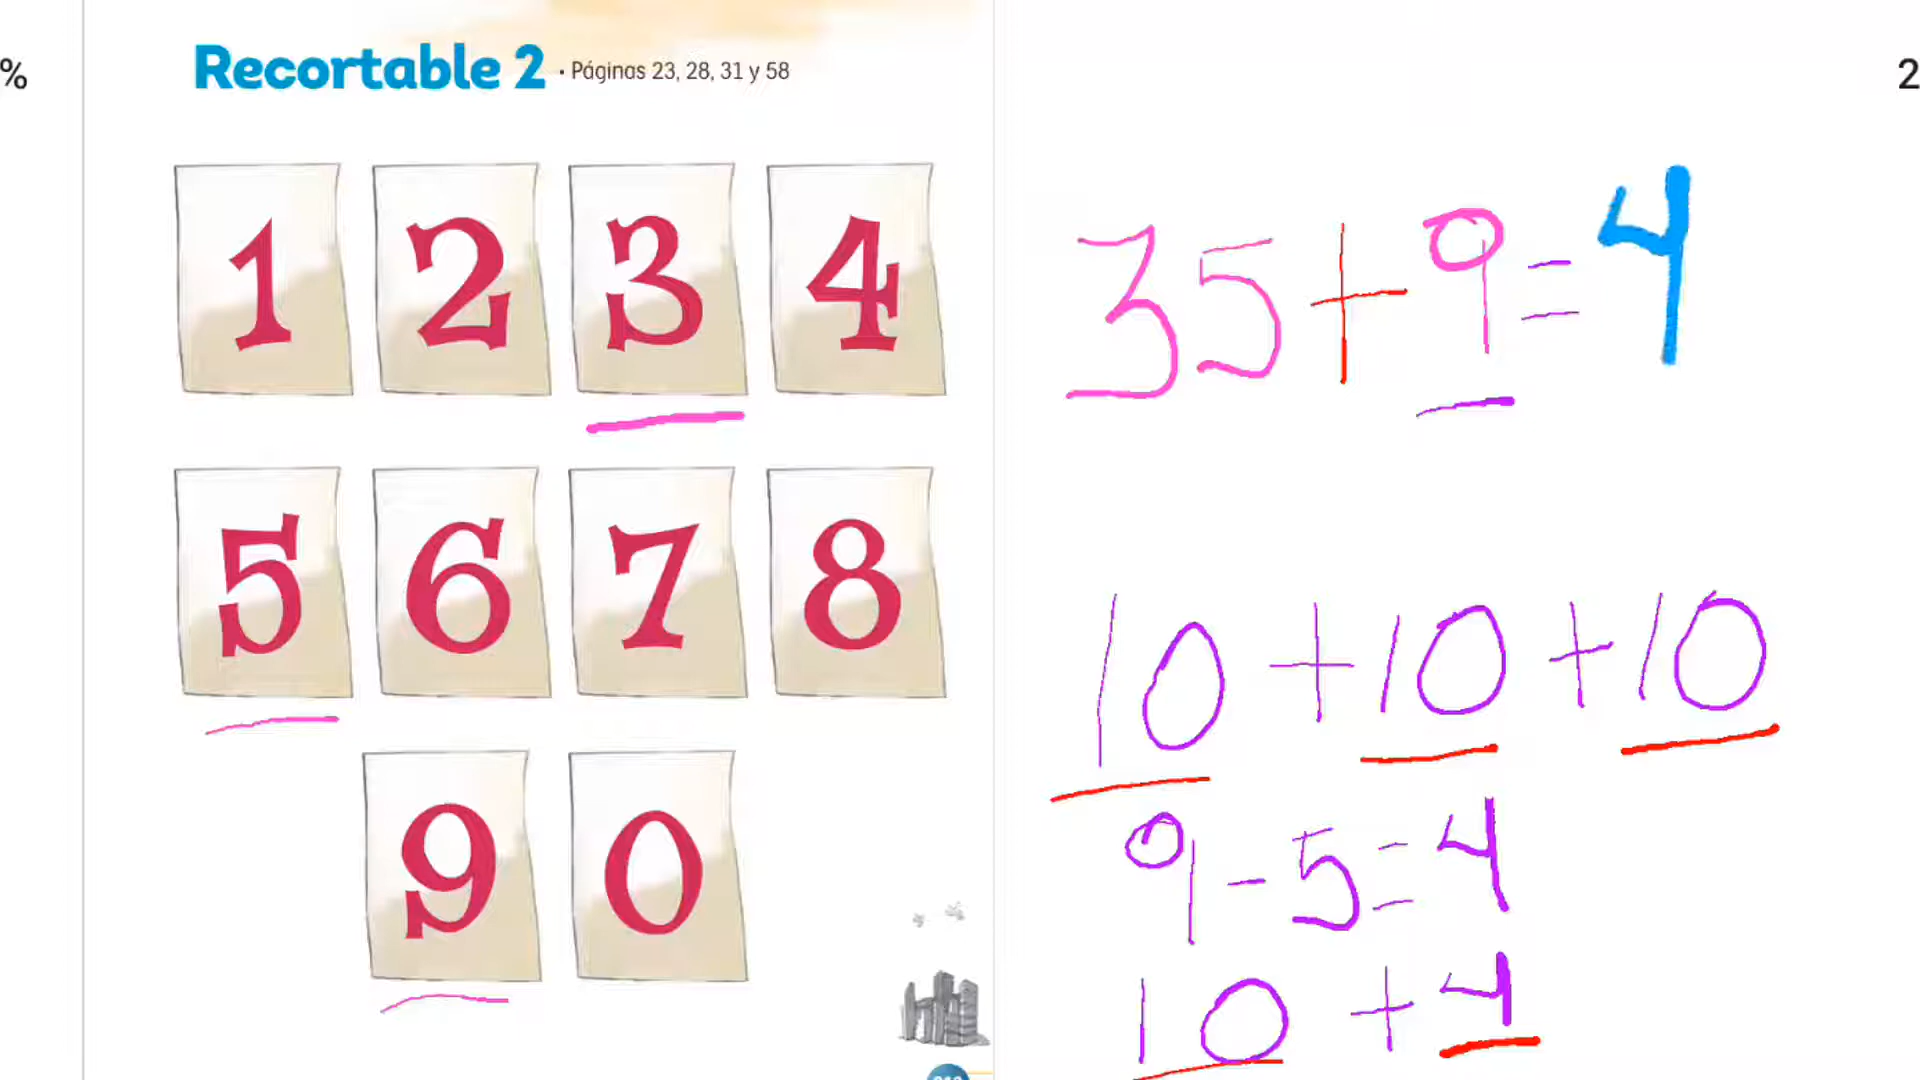 %
Recortable 2 • Páginas 23, 28, 31 y 58
2
1 2 3 4
5 6 7 8
9 0
35+9=4
10+10+10
9-5=4
10+4